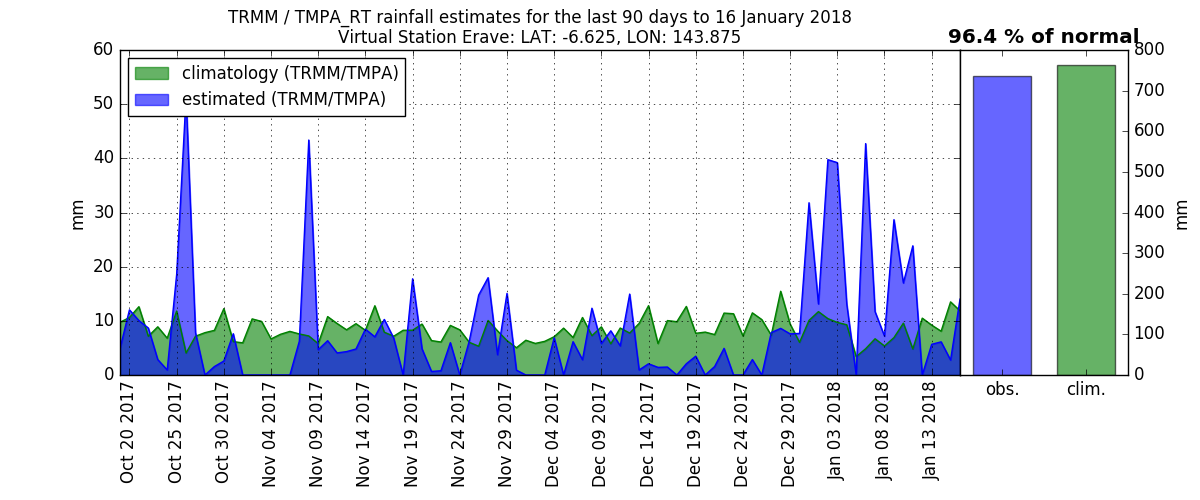 TRMM / TMPA_RT rainfall estimates for the last 90 days to 16 January 2018
Virtual Station Erave: LAT: -6.625, LON: 143.875
96.4 % of normal
climatology (TRMM/TMPA)
estimated (TRMM/TMPA)
60
50
40
30
20
10
0
mm
Oct 20 2017
Oct 25 2017
Oct 30 2017
Nov 04 2017
Nov 09 2017
Nov 14 2017
Nov 19 2017
Nov 24 2017
Nov 29 2017
Dec 04 2017
Dec 09 2017
Dec 14 2017
Dec 19 2017
Dec 24 2017
Dec 29 2017
Jan 03 2018
Jan 08 2018
Jan 13 2018
obs.
clim.
800
700
600
500
400
300
200
100
0
mm